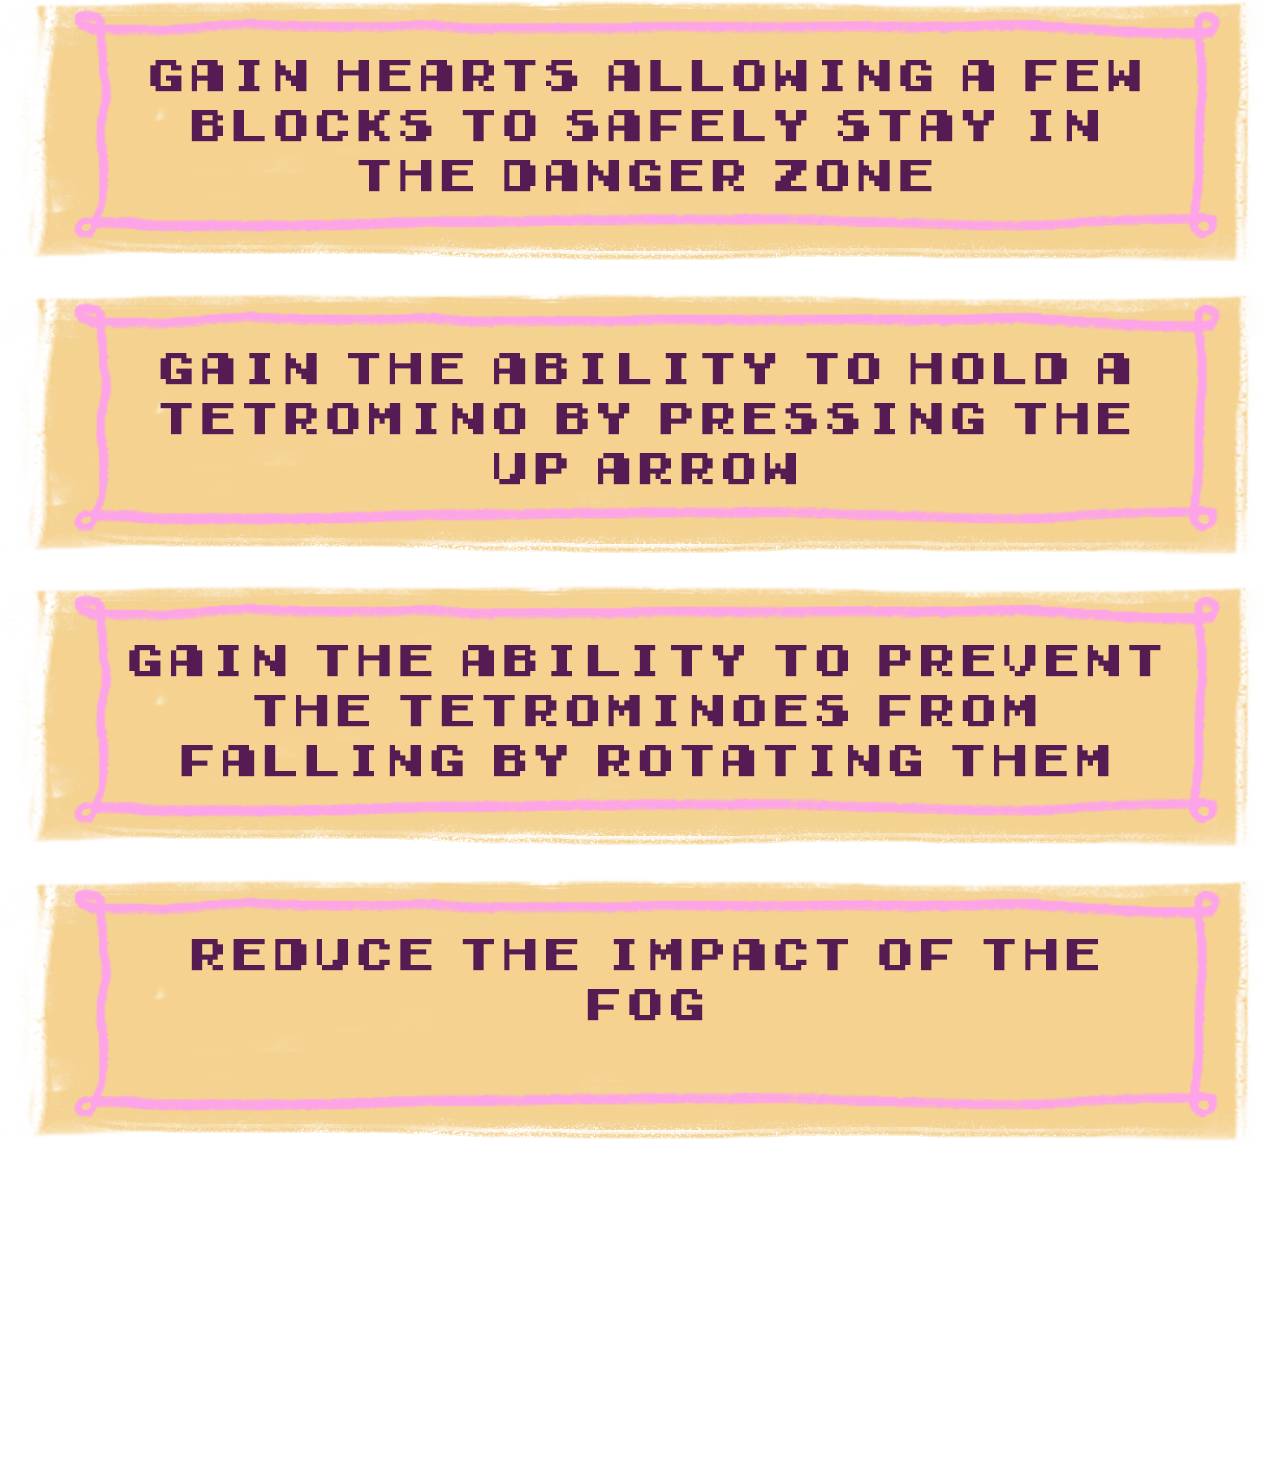 GAIN HEARTS ALLOWING A FEW
BLOCKS TO SAFELY STAY IN
THE DANGER ZONE
GAIN THE ABILITY TO HOLD A
TETROMINO BY PRESSING THE
UP ARROW
GAIN THE ABILITY TO PREVENT
THE TETROMINOES FROM
FALLING BY ROTATING THEM
REDUCE THE IMPACT OF THE
FOG